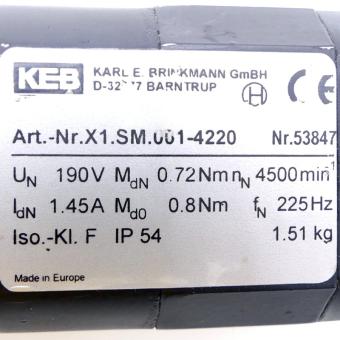 KEB
KARL E. BRINKMANN GmBH
BARNTRUP
CE
Art.-Nr.X1.SM.001-4220 Nr.53847
UN 190V MdN 0.72Nm nN 4500min-1
IdN 1.45A Md0 0.8Nm fN 225Hz
Iso.-Kl. F IP 54 1.51 kg
Made in Europe